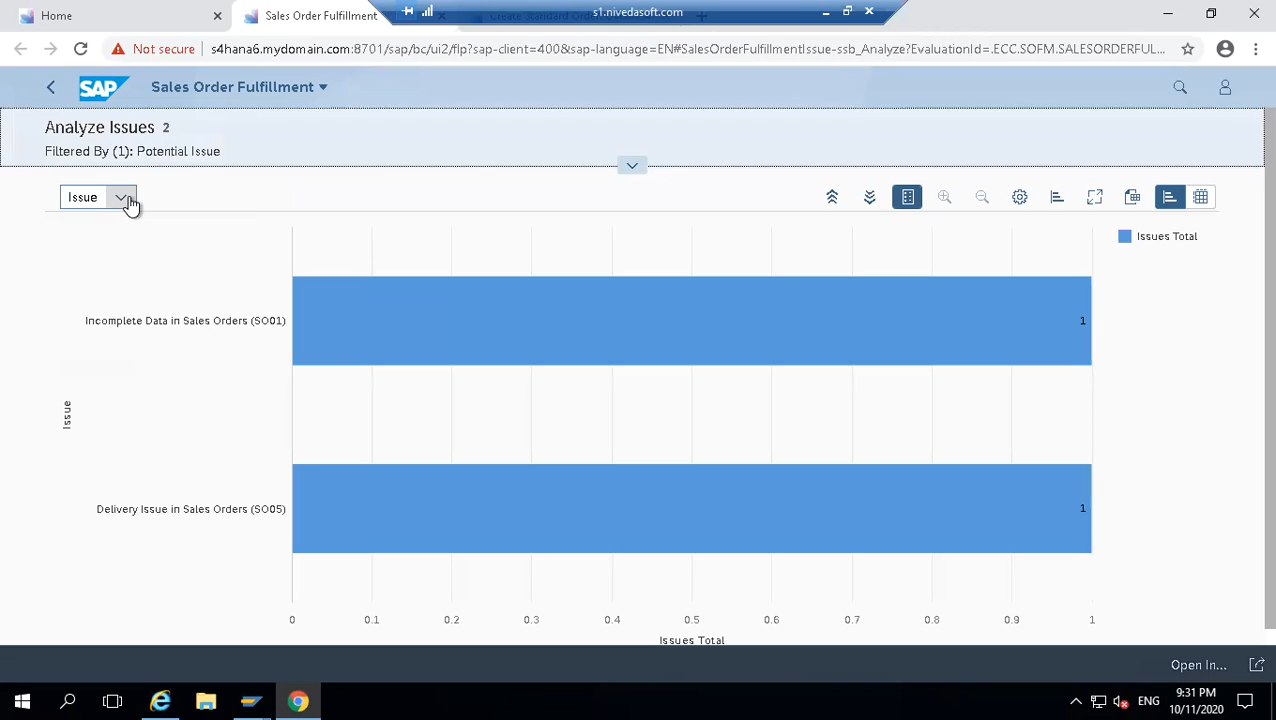 Home
Sales Order Fulfillment
s1.nivedasoft.com
Create Standard Ord
Not secure
s4hana6.mydomain.com:8701/sap/bc/ui2/flp?sap-client=400&sap-language=EN#SalesOrderFulfillmentIssue-ssb_Analyze?EvaluationId=.ECC.SOFM.SALESORDERFUL...
SAP
Sales Order Fulfillment
Analyze Issues 2
Filtered By (1): Potential Issue
Issue
Issues Total
Incomplete Data in Sales Orders (SO01)
1
Issue
Delivery Issue in Sales Orders (SO05)
1
0 0.1 0.2 0.3 0.4 0.5 0.6 0.7 0.8 0.9 1
Issues Total
Open In...
ENG
9:31 PM
10/11/2020